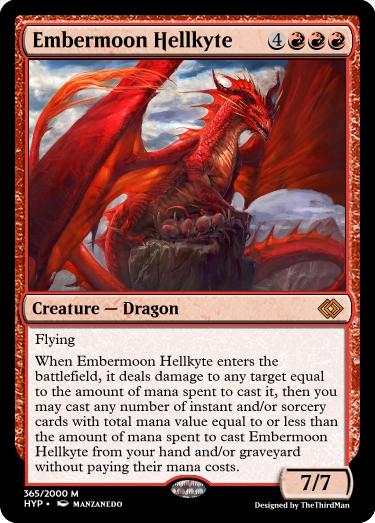 Embermoon Hellkyte 4
Creature — Dragon
Flying
When Embermoon Hellkyte enters the
battlefield, it deals damage to any target equal
to the amount of mana spent to cast it, then you
may cast any number of instant and/or sorcery
cards with total mana value equal to or less than
the amount of mana spent to cast Embermoon
Hellkyte from your hand and/or graveyard
without paying their mana costs.
7/7
365/2000 M
HYP • MANZANEDO
Designed by TheThirdMan